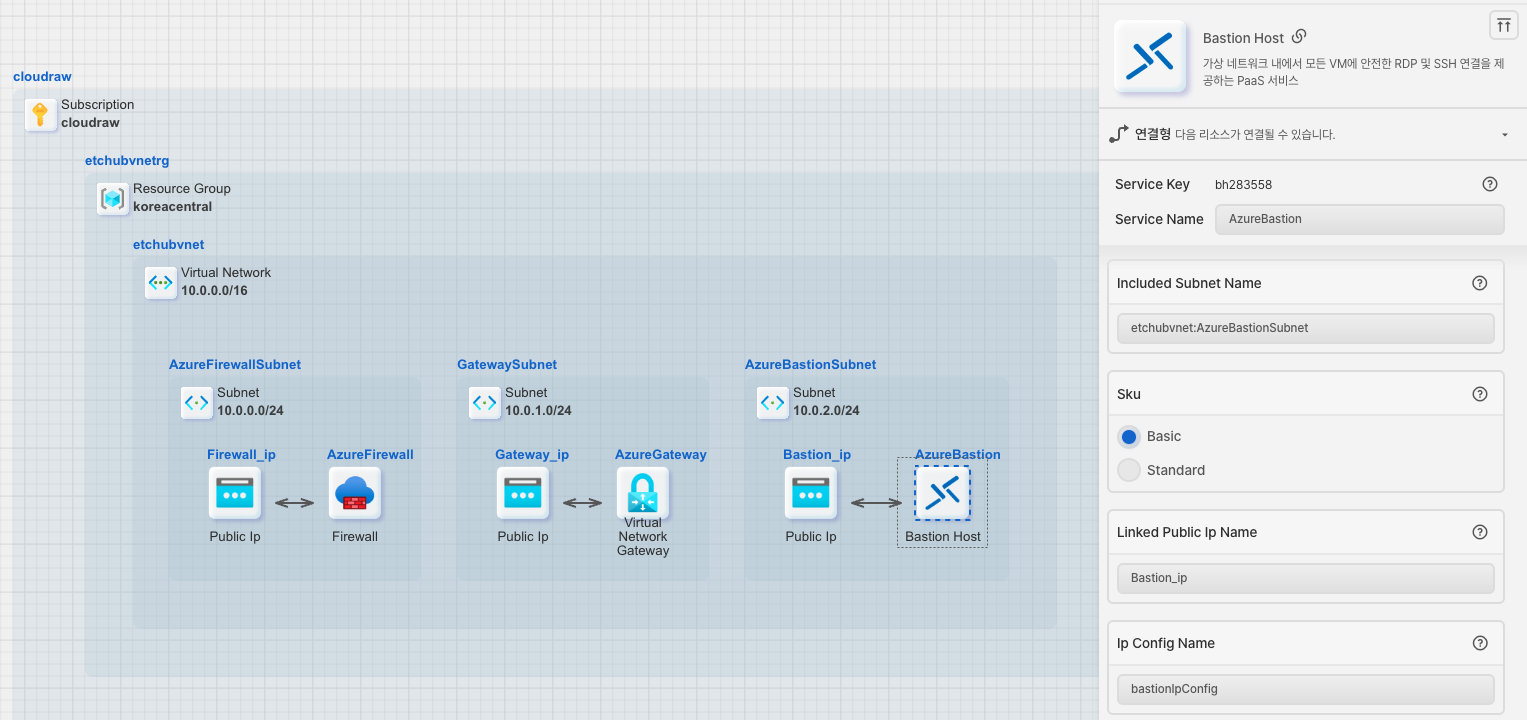 cloudraw
Subscription
cloudraw
etchubvnetrg
Resource Group
koreacentral
etchubvnet
Virtual Network
10.0.0.0/16
AzureFirewallSubnet
Subnet
10.0.0.0/24
Firewall_ip
AzureFirewall
Public Ip
Firewall
GatewaySubnet
Subnet
10.0.1.0/24
Gateway_ip
AzureGateway
Public Ip
Virtual
Network
Gateway
AzureBastionSubnet
Subnet
10.0.2.0/24
Bastion_ip
AzureBastion
Public Ip
Bastion Host
Bastion Host
가상 네트워크 내에서 모든 VM에 안전한 RDP 및 SSH 연결을 제
공하는 PaaS 서비스
연결형 다음 리소스가 연결될 수 있습니다.
Service Key bh283558
Service Name AzureBastion
Included Subnet Name
etchubvnet:AzureBastionSubnet
Sku
Basic
Standard
Linked Public Ip Name
Bastion_ip
Ip Config Name
bastionIpConfig